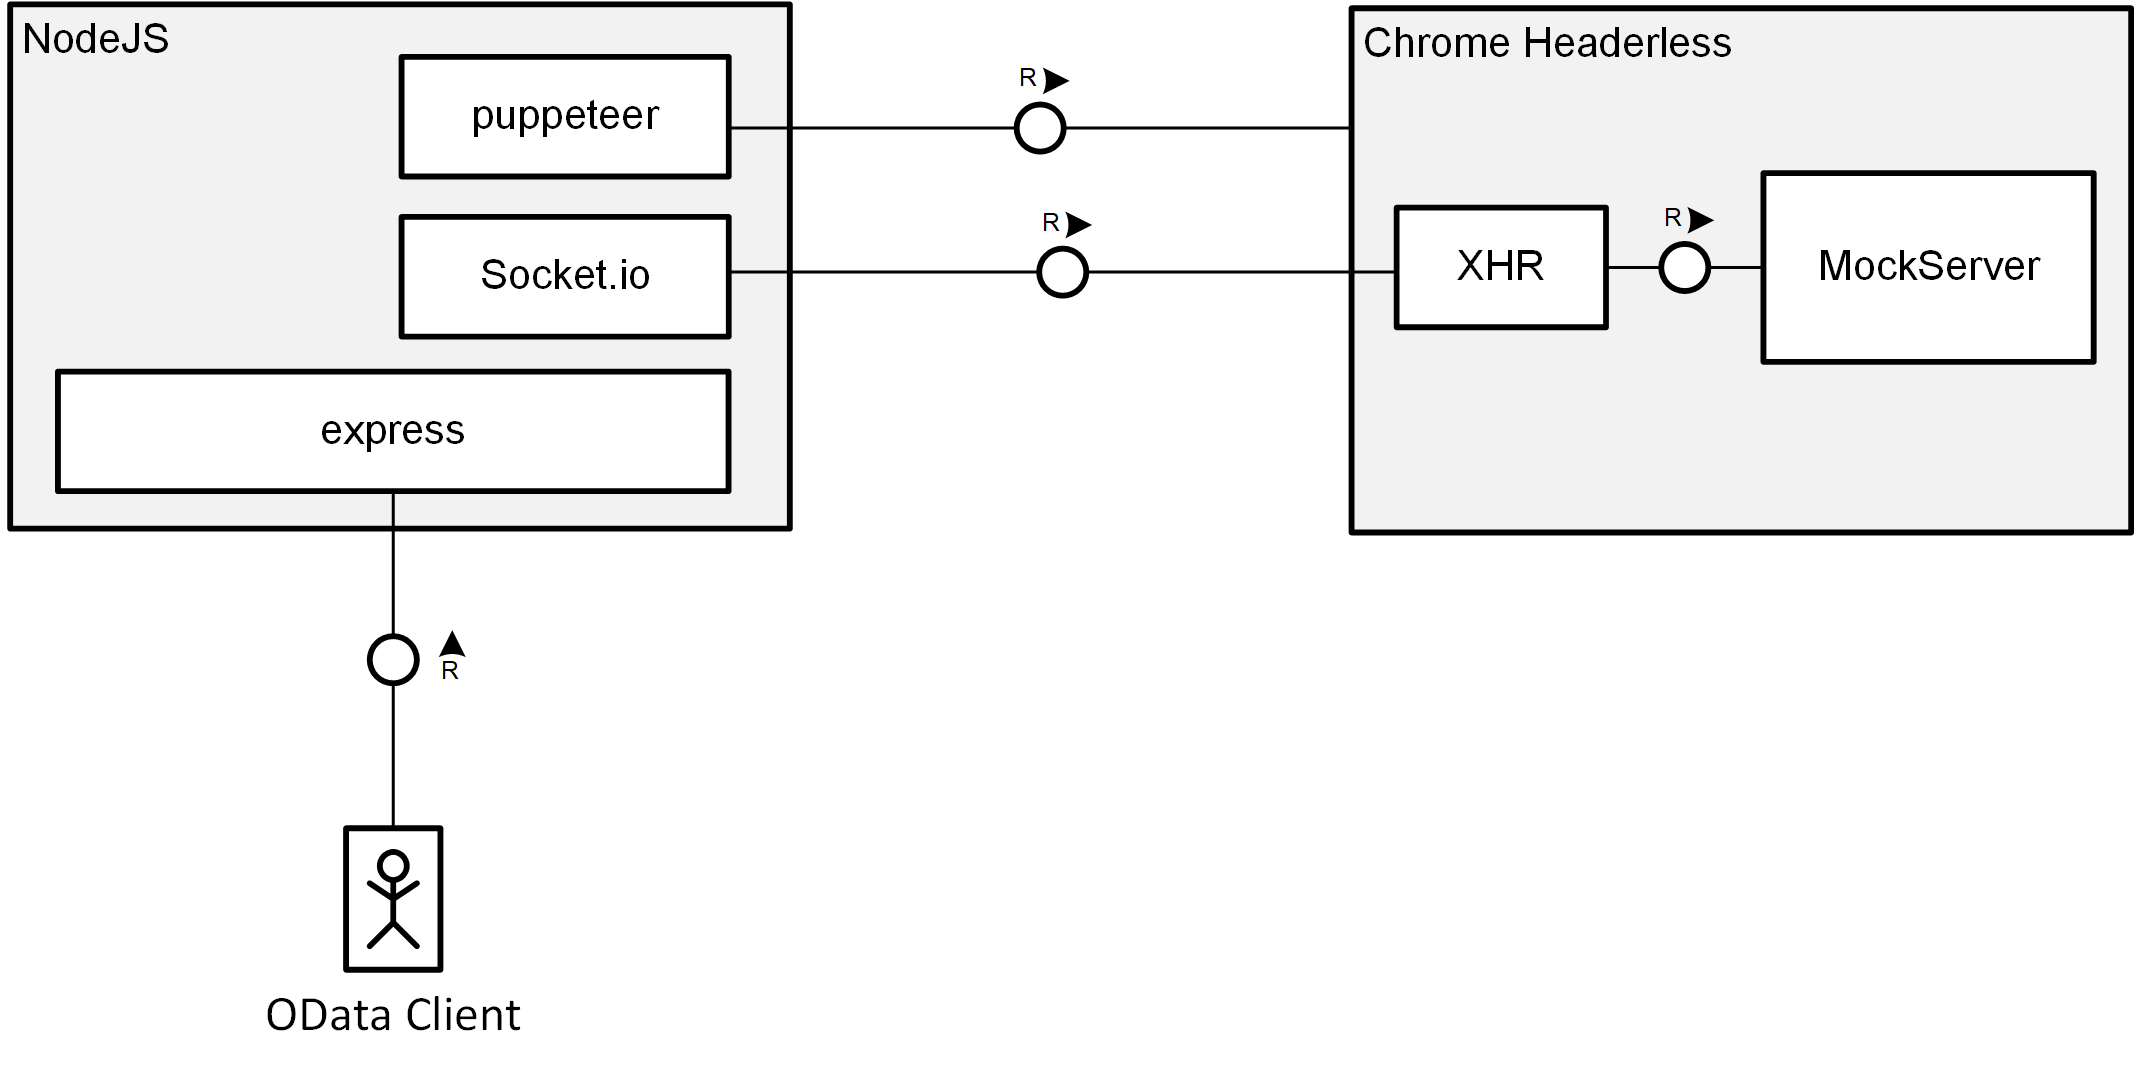 NodeJS
puppeteer
Socket.io
express
R
R
Chrome Headerless
XHR
R
MockServer
R
OData Client